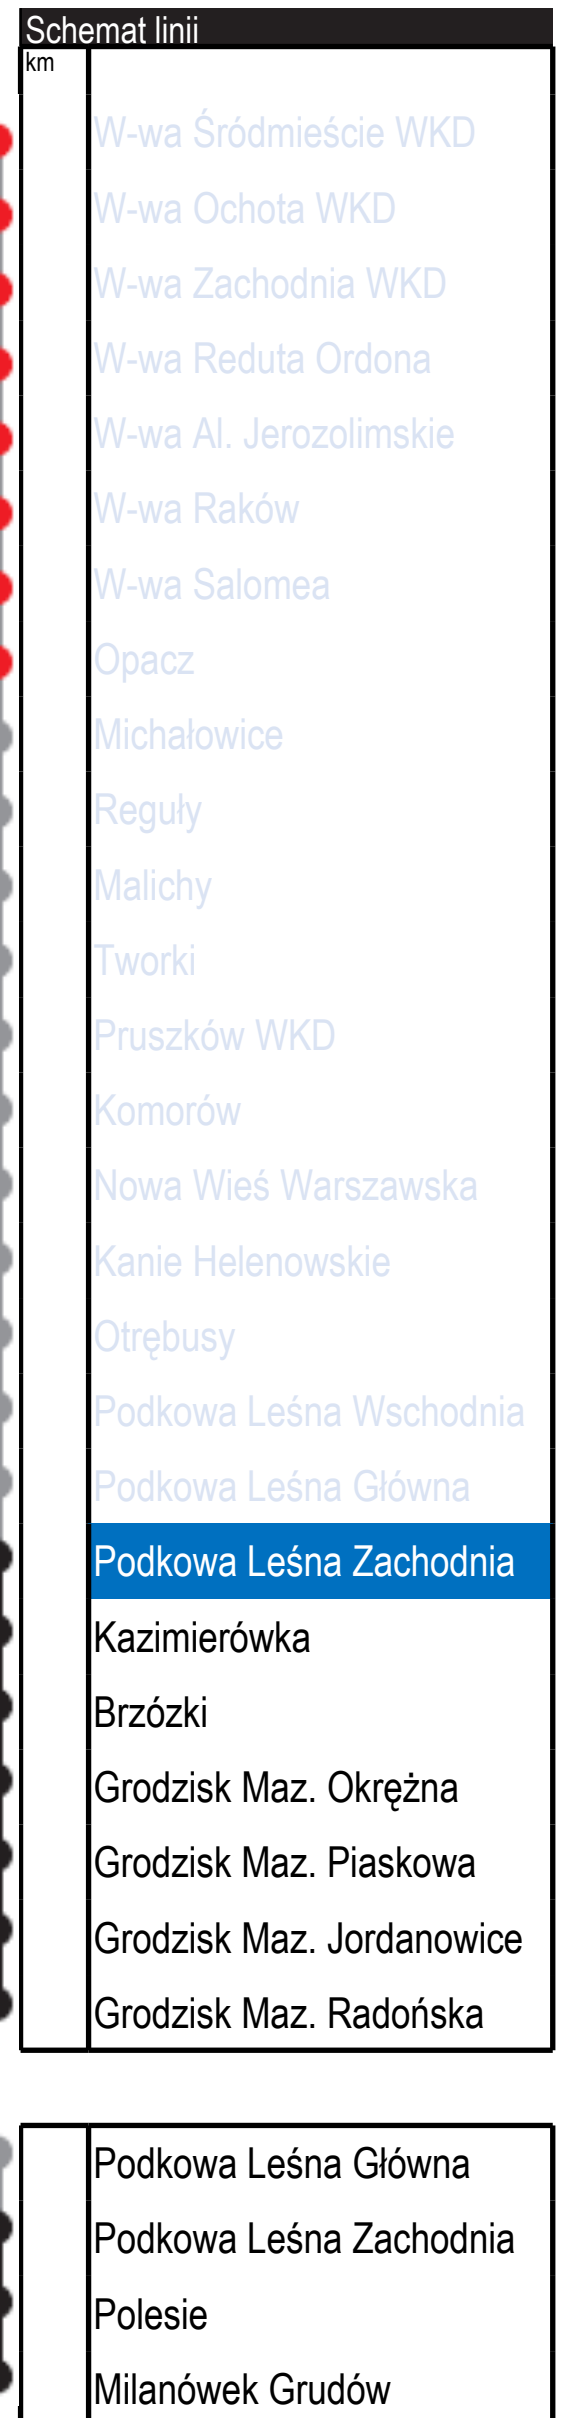 Schemat linii
km
W-wa Śródmieście WKD
W-wa Ochota WKD
W-wa Zachodnia WKD
W-wa Reduta Ordona
W-wa Al. Jerozolimskie
W-wa Raków
W-wa Salomea
Opacz
Michałowice
Reguły
Malichy
Tworki
Pruszków WKD
Komorów
Nowa Wieś Warszawska
Kanie Helenowskie
Otrębusy
Podkowa Leśna Wschodnia
Podkowa Leśna Główna
Podkowa Leśna Zachodnia
Kazimierówka
Brzózki
Grodzisk Maz. Okrężna
Grodzisk Maz. Piaskowa
Grodzisk Maz. Jordanowice
Grodzisk Maz. Radońska
Podkowa Leśna Główna
Podkowa Leśna Zachodnia
Polesie
Milanówek Grudów